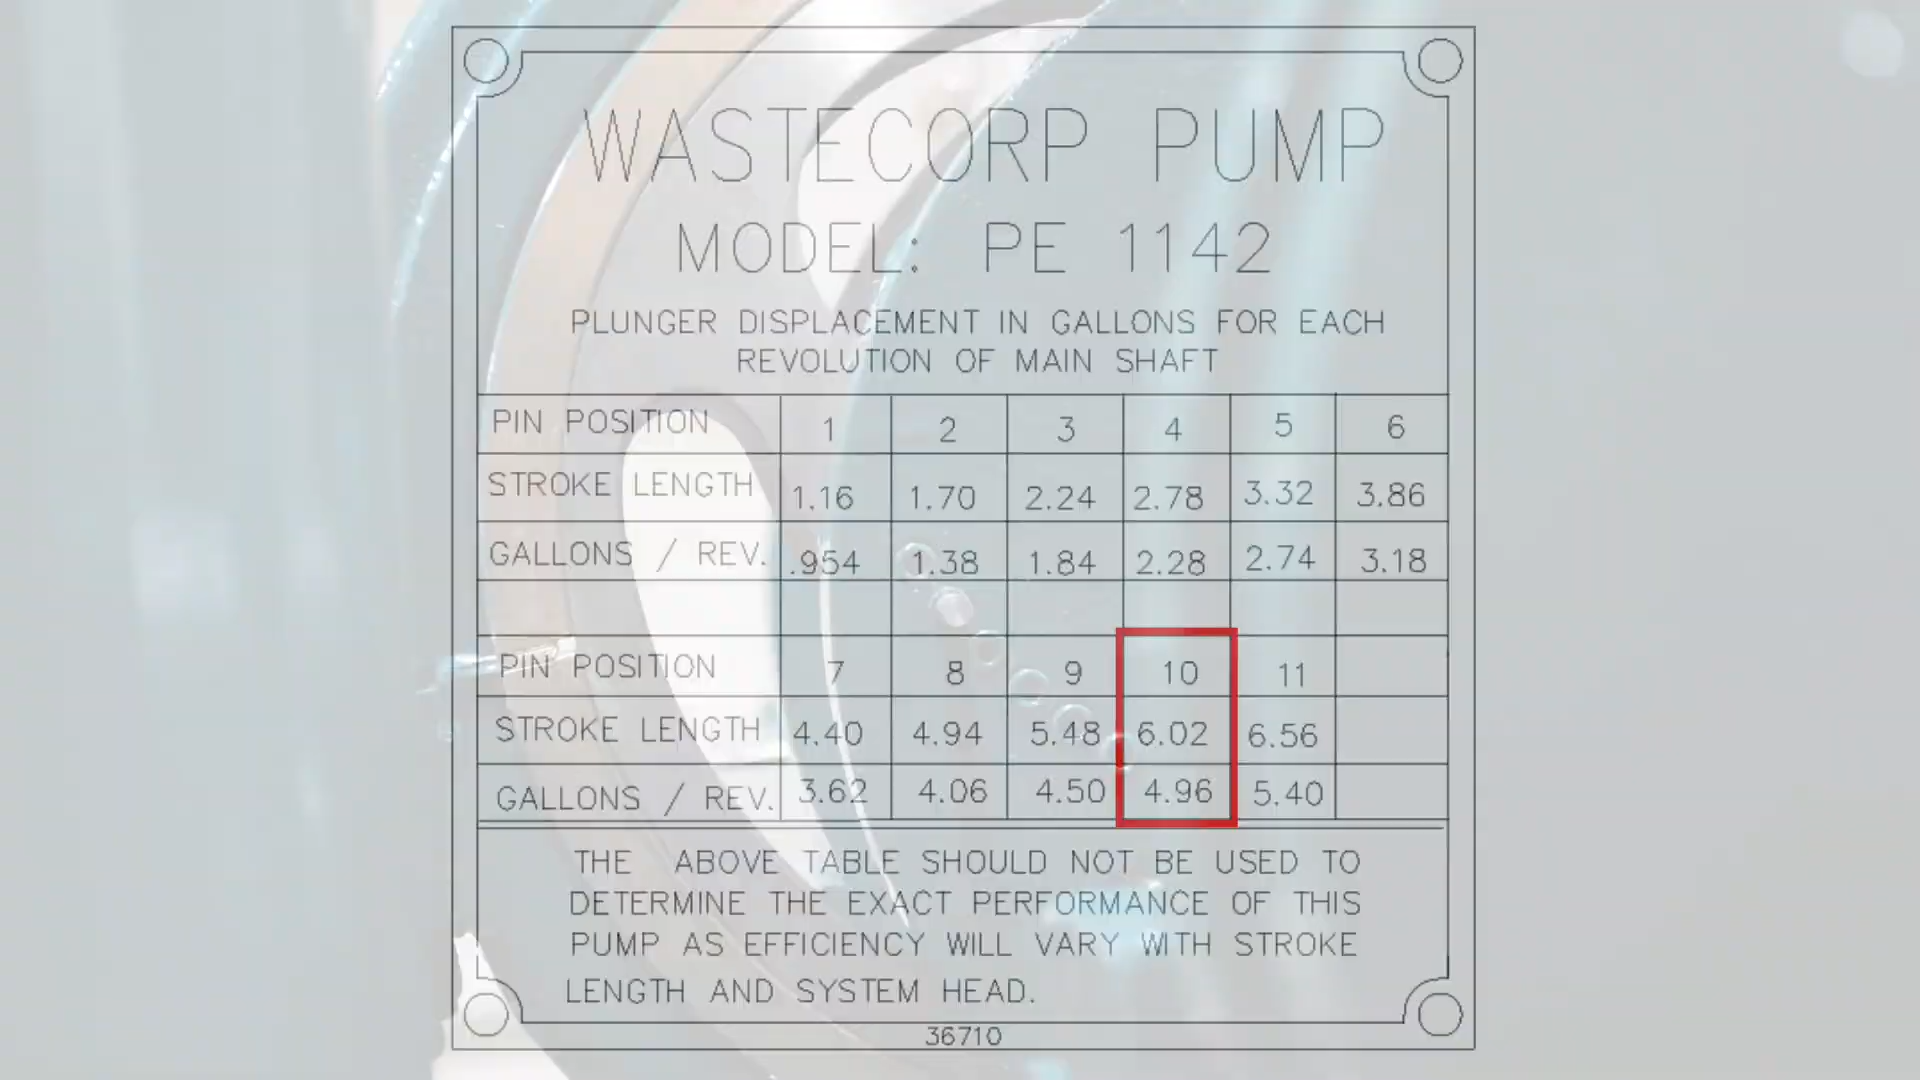 WASTECORP PUMP
MODEL: PE 1142
PLUNGER DISPLACEMENT IN GALLONS FOR EACH
REVOLUTION OF MAIN SHAFT
PIN POSITION 1 2 3 4 5 6
STROKE LENGTH 1.16 1.70 2.24 2.78 3.32 3.86
GALLONS / REV. .954 1.38 1.84 2.28 2.74 3.18
PIN POSITION 7 8 9 10 11
STROKE LENGTH 4.40 4.94 5.48 6.02 6.56
GALLONS / REV. 3.62 4.06 4.50 4.96 5.40
THE ABOVE TABLE SHOULD NOT BE USED TO
DETERMINE THE EXACT PERFORMANCE OF THIS
PUMP AS EFFICIENCY WILL VARY WITH STROKE
LENGTH AND SYSTEM HEAD.
36710